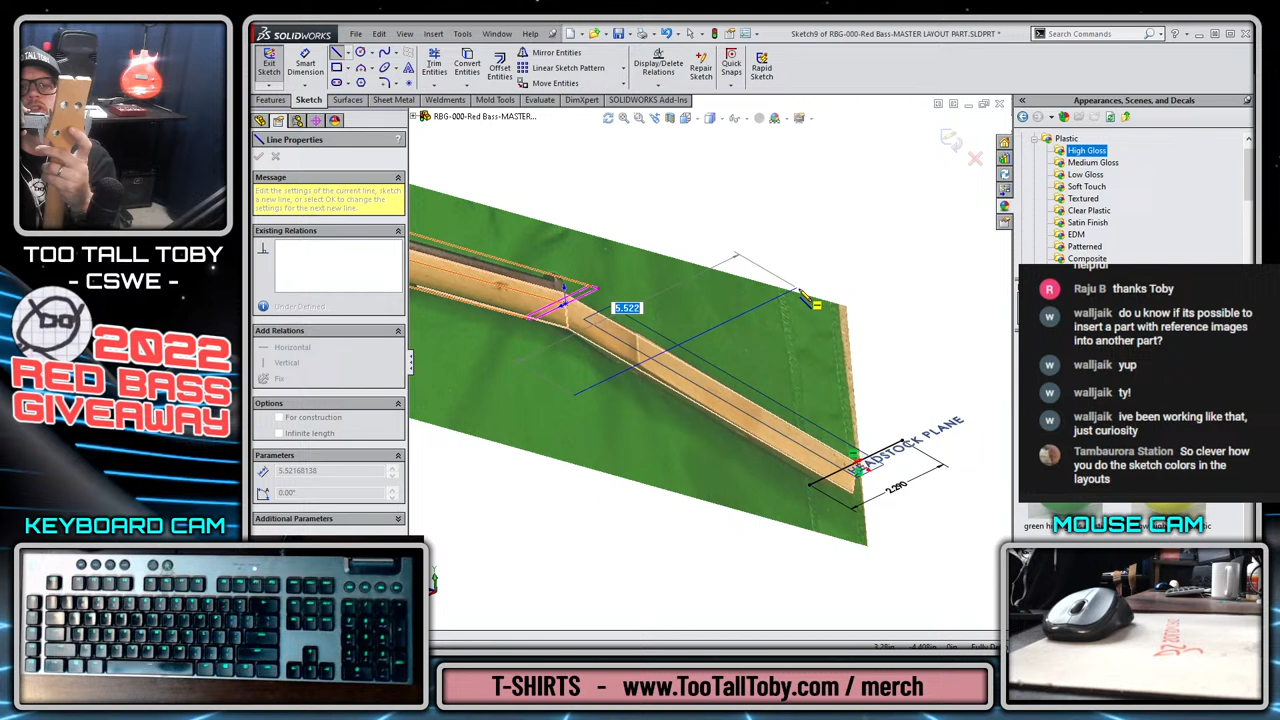 SOLIDWORKS
File Edit View Insert Tools Window Help
Sketch9 of RBG-000-Red Bass-MASTER LAYOUT PART.SLDPRT *
Search Commands
Exit Sketch
Smart Dimension
Trim Entities
Convert Entities
Offset Entities
Mirror Entities
Linear Sketch Pattern
Move Entities
Display/Delete Relations
Repair Sketch
Quick Snaps
Rapid Sketch
Features Sketch Surfaces Sheet Metal Weldments Mold Tools Evaluate DimXpert SOLIDWORKS Add-Ins
Appearances, Scenes, and Decals
RBG-000-Red Bass-MASTER...
Line Properties
?
Message
Edit the settings of the current line, sketch
a new line, or select OK to change the
settings for the next new line.
Existing Relations
Under Defined
Add Relations
Horizontal
Vertical
Fix
Options
For construction
Infinite length
Parameters
5.52168138
0.00°
Additional Parameters
5.522
HEADSTOCK PLANE
2.290
Plastic
High Gloss
Medium Gloss
Low Gloss
Soft Touch
Textured
Clear Plastic
Satin Finish
EDM
Patterned
Composite
helpful
Raju B thanks Toby
walljaik do u know if its possible to
insert a part with reference images
into another part?
walljaik yup
walljaik ty!
walljaik ive been working like that,
just curiosity
Tambaurora Station So clever how
you do the sketch colors in the
layouts
TOO TALL TOBY
- CSWE -
2022
RED BASS
GIVEAWAY
KEYBOARD CAM
MOUSE CAM
T-SHIRTS - www.TooTallToby.com / merch